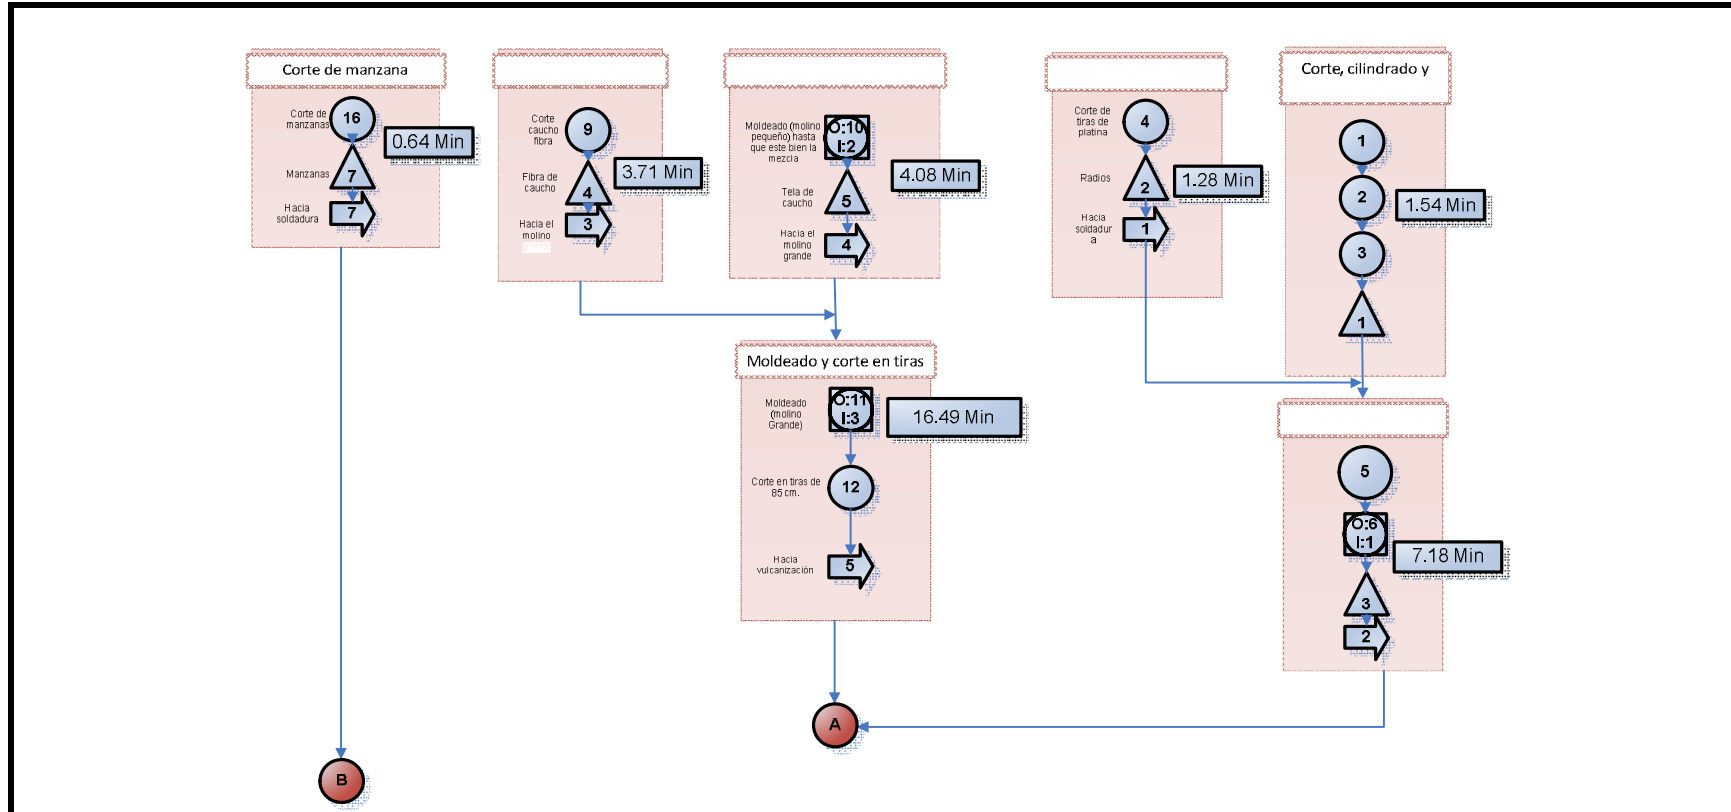 Corte de manzana
Corte de
manzanas
16
0.64 Min
Manzanas
7
Hacia
soldadura
7
Corte
caucho
fibra
9
3.71 Min
Fibra de
caucho
4
Hacia el
molino
3
Moldeado (molino
pequeño) hasta
que este bien la
mezcla
O:10
I:2
4.08 Min
Tela de
caucho
5
Hacia el
molino
grande
4
Corte de
tiras de
platina
4
1.28 Min
Radios
2
Hacia
soldadur
a
1
Corte, cilindrado y
1
2
1.54 Min
3
1
Moldeado y corte en tiras
Moldeado
(molino
Grande)
O:11
I:3
16.49 Min
Corte en tiras de
85 cm.
12
Hacia
vulcanización
5
5
O:6
I:1
7.18 Min
3
2
A
B